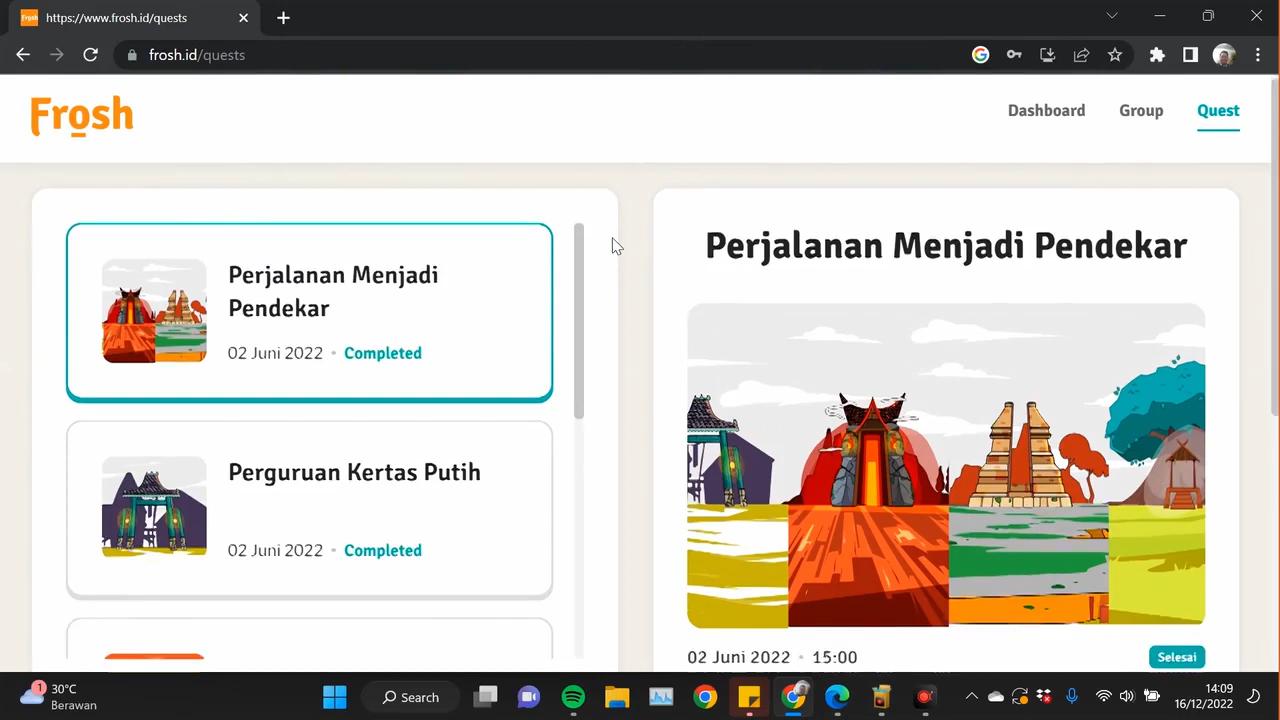 Frosh
https://www.frosh.id/quests
frosh.id/quests
Frosh
Dashboard
Group
Quest
Perjalanan Menjadi
Pendekar
02 Juni 2022 • Completed
Perguruan Kertas Putih
02 Juni 2022 • Completed
Perjalanan Menjadi Pendekar
02 Juni 2022 • 15:00
Selesai
1
30°C
Berawan
Search
14:09
16/12/2022